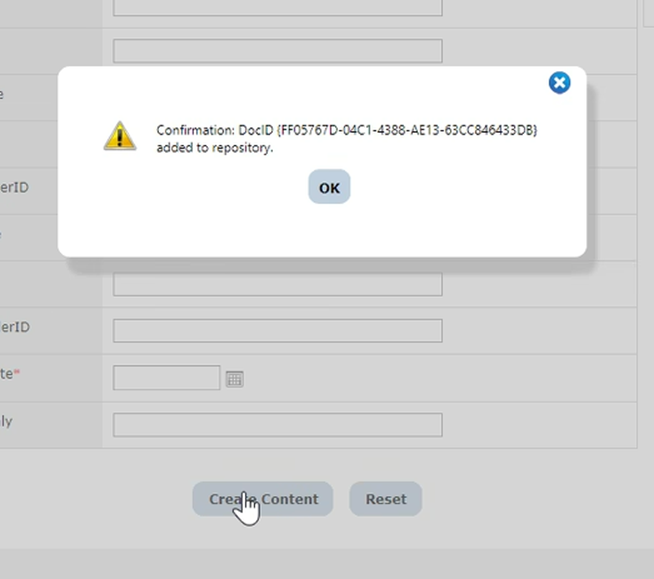 e
Confirmation: DocID {FF05767D-04C1-4388-AE13-63CC846433DB}
added to repository.
erID
OK
e
erID
te*
ly
Create Content
Reset